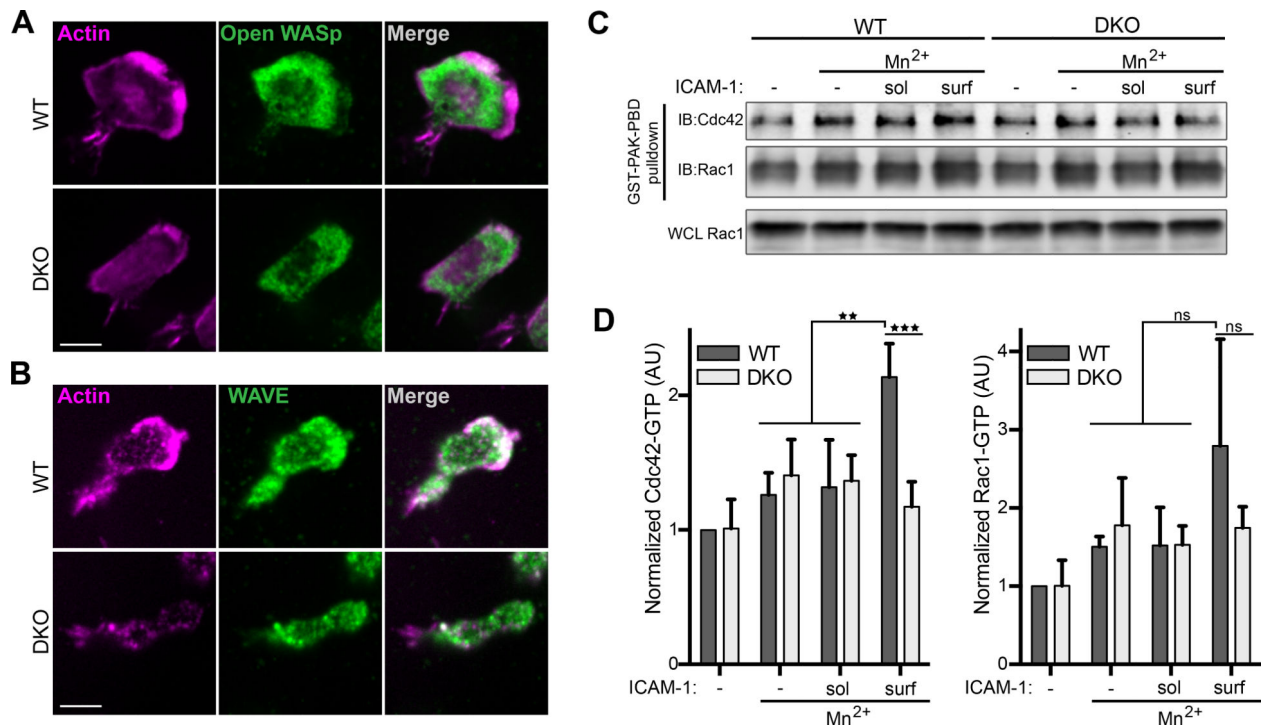 A
Actin
Open WASp
Merge
WT
DKO
B
Actin
WAVE
Merge
WT
DKO
C
WT
DKO
Mn2+
Mn2+
ICAM-1:
-
-
sol
surf
-
-
sol
surf
GST-PAK-PBD
pulldown
IB:Cdc42
IB:Rac1
WCL Rac1
D
Normalized Cdc42-GTP (AU)
2
1
0
WT
DKO
★★
★★★
ICAM-1:
-
-
sol
surf
Mn2+
Normalized Rac1-GTP (AU)
4
3
2
1
0
WT
DKO
ns
ns
ICAM-1:
-
-
sol
surf
Mn2+